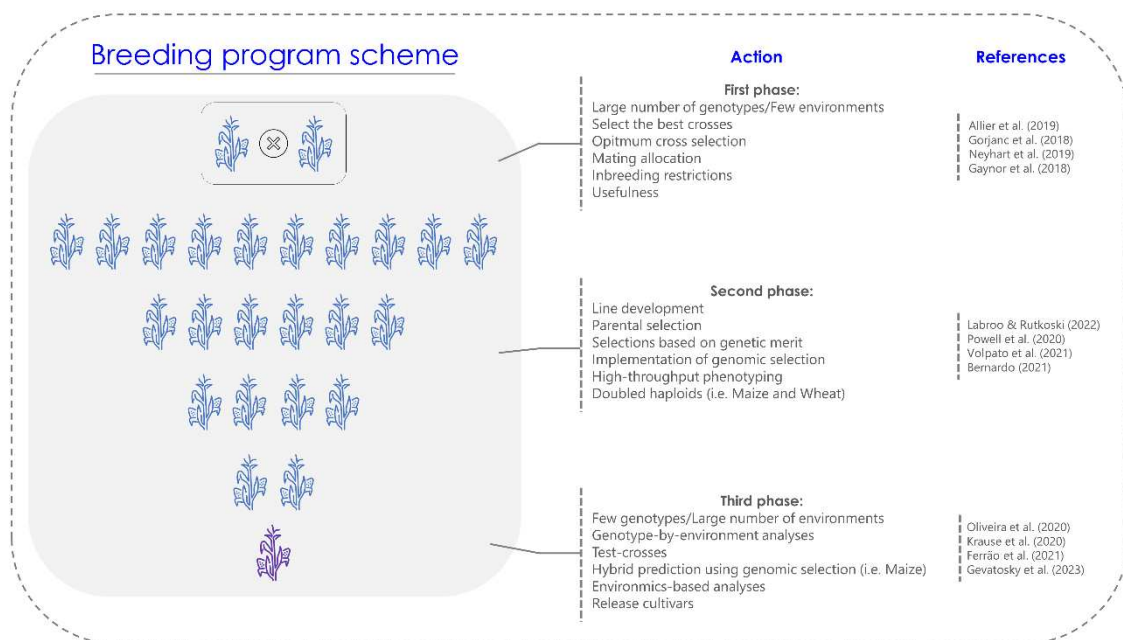 Breeding program scheme
Action
References
First phase:
Large number of genotypes/Few environments
Select the best crosses
Opitmum cross selection
Mating allocation
Inbreeding restrictions
Usefulness
Allier et al. (2019)
Gorjanc et al. (2018)
Neyhart et al. (2019)
Gaynor et al. (2018)
Second phase:
Line development
Parental selection
Selections based on genetic merit
Implementation of genomic selection
High-throughput phenotyping
Doubled haploids (i.e. Maize and Wheat)
Labroo & Rutkoski (2022)
Powell et al. (2020)
Volpato et al. (2021)
Bernardo (2021)
Third phase:
Few genotypes/Large number of environments
Genotype-by-environment analyses
Test-crosses
Hybrid prediction using genomic selection (i.e. Maize)
Environmics-based analyses
Release cultivars
Oliveira et al. (2020)
Krause et al. (2020)
Ferrão et al. (2021)
Gevatosky et al. (2023)